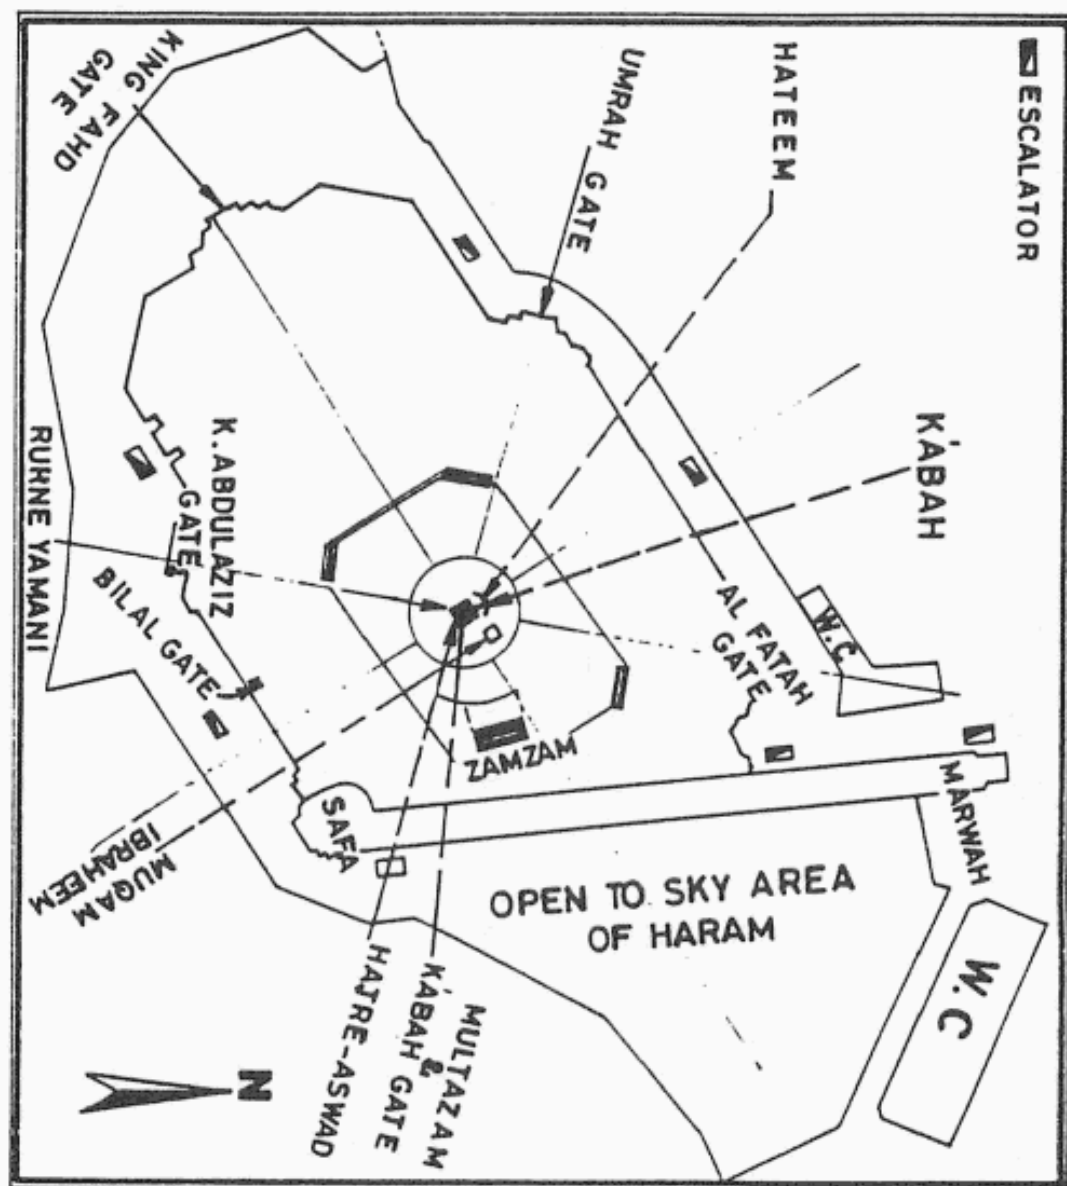 ESCALATOR
HATEEM
UMRAH GATE
KING FAHD
GATE
K'ABAH
K. ABDULAZIZ
GATE
RUKNE YAMANI
BILAL GATE
AL FATAH
GATE
W.C
ZAMZAM
MARWAH
SAFA
MUQAM
IBRAHEEM
OPEN TO SKY AREA
OF HARAM
W.C
MULTAZAM
&
K'ABAH GATE
HAJRE-ASWAD
N